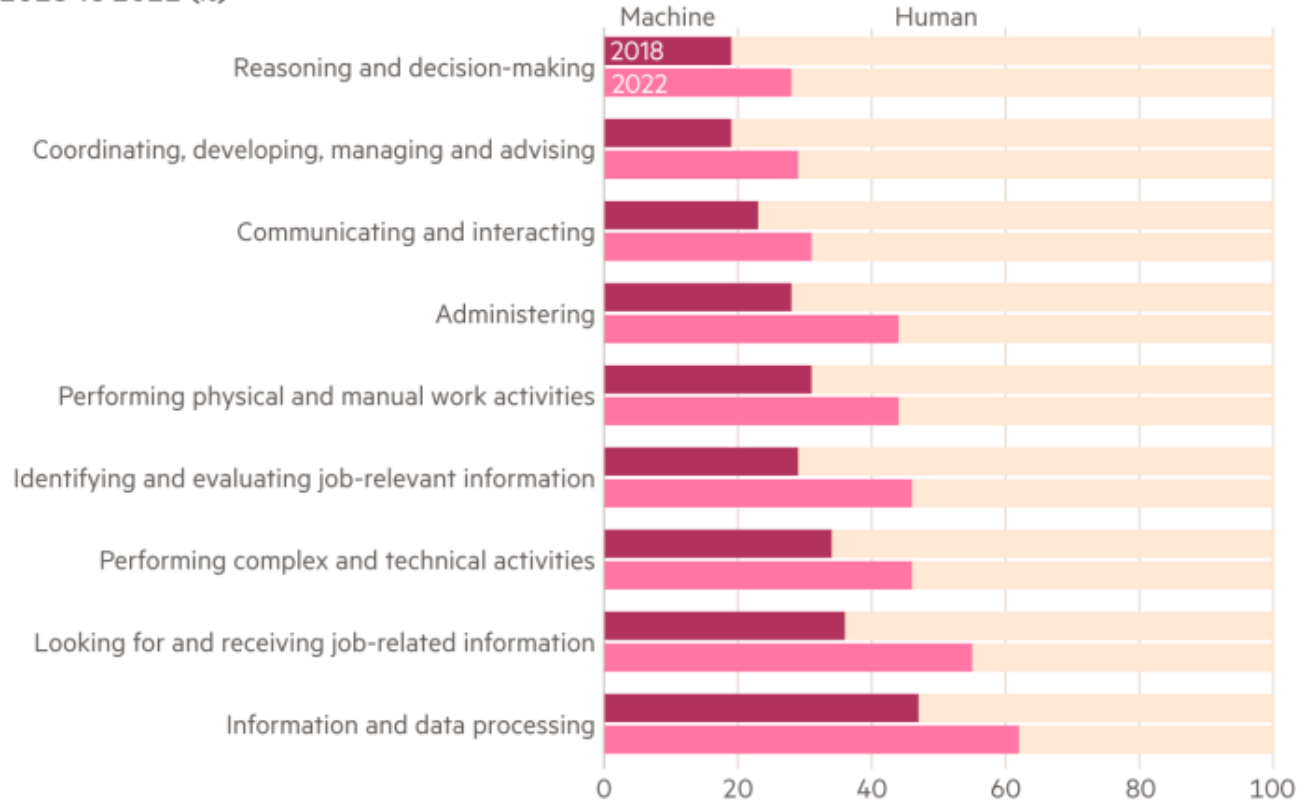 Machine Human
Reasoning and decision-making
2018
2022
Coordinating, developing, managing and advising
Communicating and interacting
Administering
Performing physical and manual work activities
Identifying and evaluating job-relevant information
Performing complex and technical activities
Looking for and receiving job-related information
Information and data processing
0 20 40 60 80 100